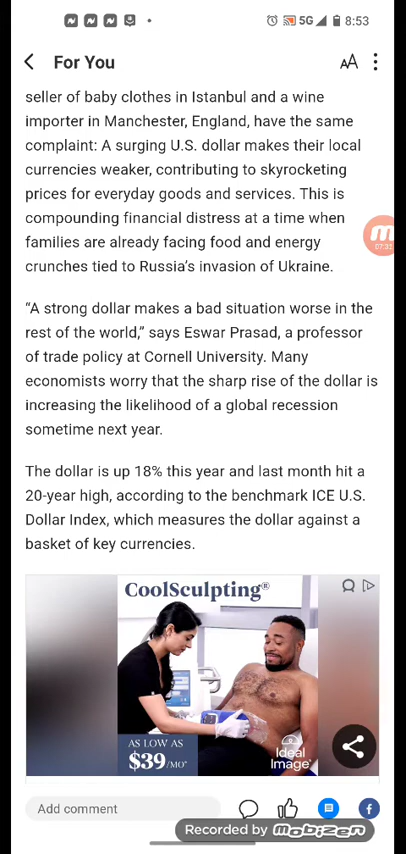 5G 8:53
For You AA
seller of baby clothes in Istanbul and a wine
importer in Manchester, England, have the same
complaint: A surging U.S. dollar makes their local
currencies weaker, contributing to skyrocketing
prices for everyday goods and services. This is
compounding financial distress at a time when
families are already facing food and energy
crunches tied to Russia's invasion of Ukraine.
07:31
“A strong dollar makes a bad situation worse in the
rest of the world,” says Eswar Prasad, a professor
of trade policy at Cornell University. Many
economists worry that the sharp rise of the dollar is
increasing the likelihood of a global recession
sometime next year.
The dollar is up 18% this year and last month hit a
20-year high, according to the benchmark ICE U.S.
Dollar Index, which measures the dollar against a
basket of key currencies.
CoolSculpting®
AS LOW AS
$39/MO*
Ideal
Image
Add comment
Recorded by mobizen